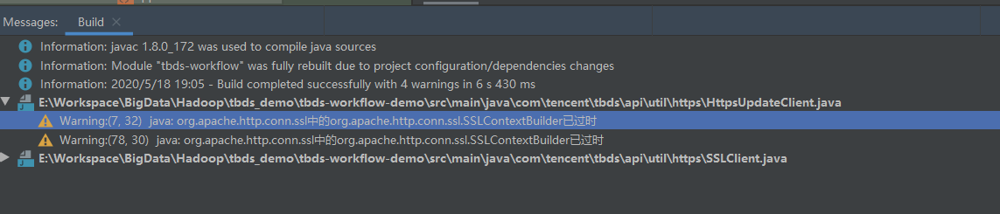 Messages: Build
Information: javac 1.8.0_172 was used to compile java sources
Information: Module "tbds-workflow" was fully rebuilt due to project configuration/dependencies changes
Information: 2020/5/18 19:05 - Build completed successfully with 4 warnings in 6 s 430 ms
E:\Workspace\BigData\Hadoop\tbds_demo\tbds-workflow-demo\src\main\java\com\tencent\tbds\api\util\https\HttpsUpdateClient.java
Warning:(7, 32) java: org.apache.http.conn.ssl中的org.apache.http.conn.ssl.SSLContextBuilder已过时
Warning:(78, 30) java: org.apache.http.conn.ssl中的org.apache.http.conn.ssl.SSLContextBuilder已过时
E:\Workspace\BigData\Hadoop\tbds_demo\tbds-workflow-demo\src\main\java\com\tencent\tbds\api\util\https\SSLClient.java